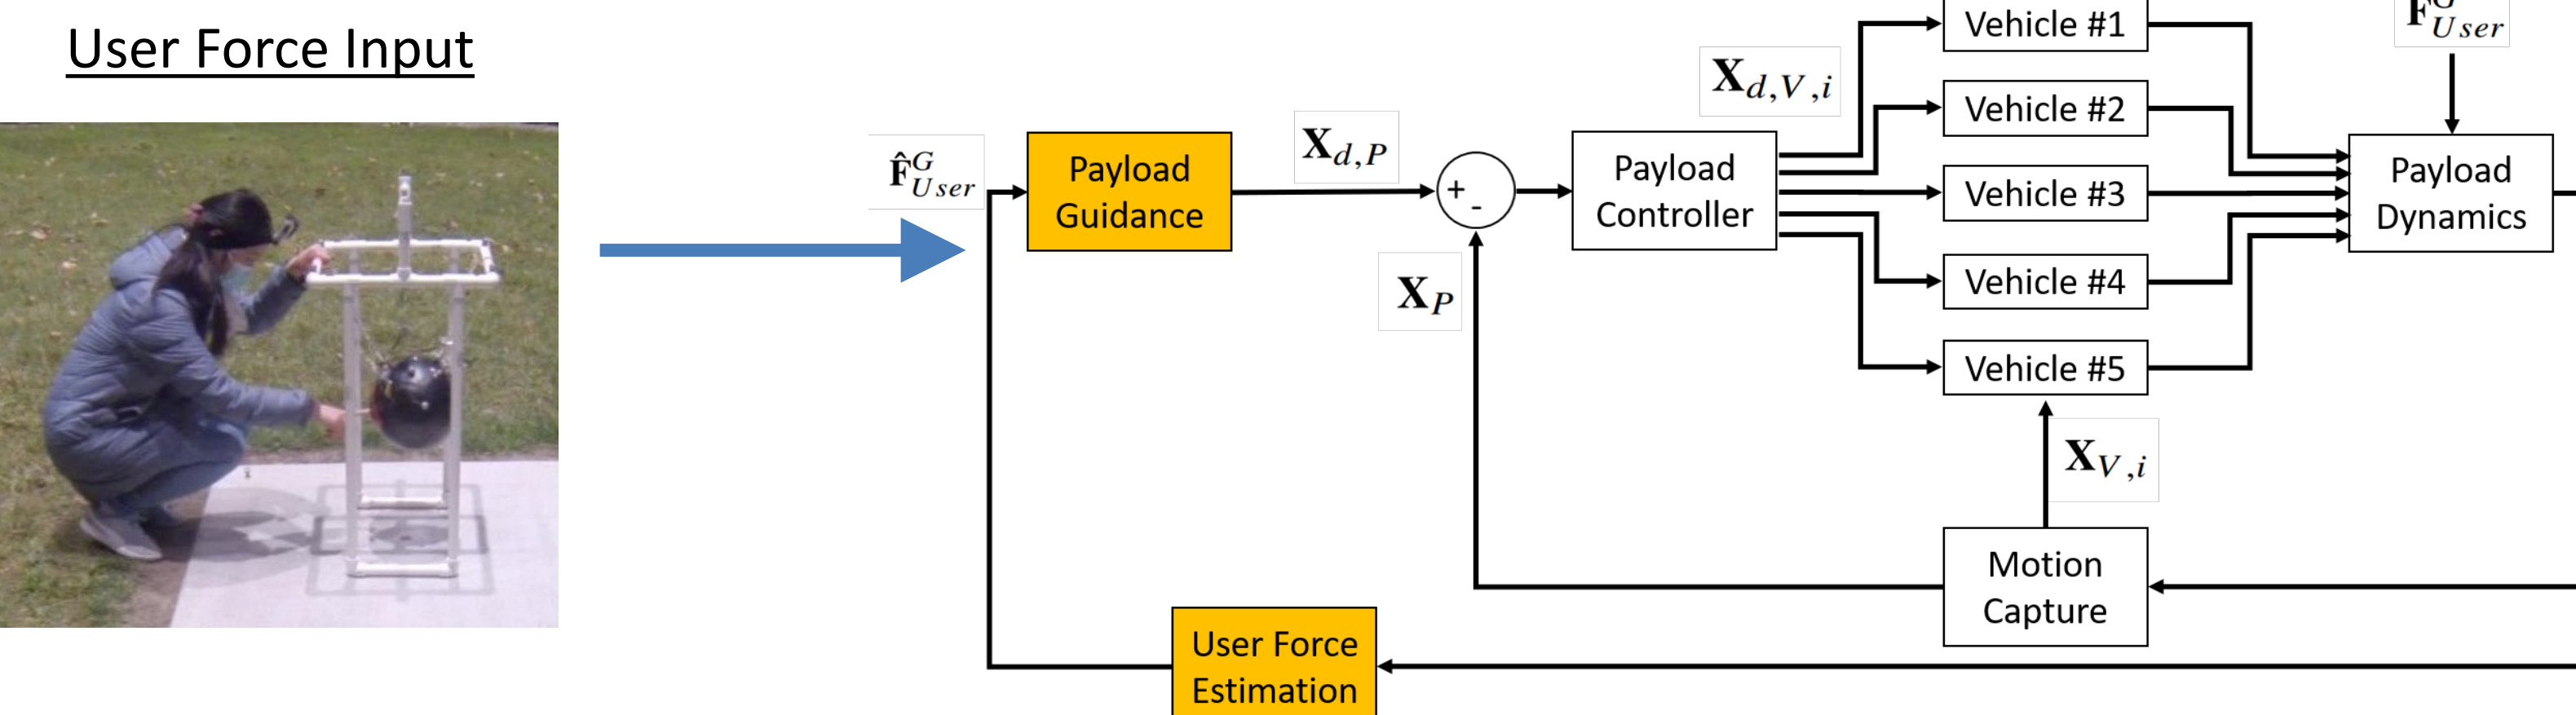 User Force Input
F̂^G_User
Payload
Guidance
X_d,P
+
-
X_P
Payload
Controller
X_d,V,i
Vehicle #1
Vehicle #2
Vehicle #3
Vehicle #4
Vehicle #5
F^G_User
Payload
Dynamics
X_V,i
Motion
Capture
User Force
Estimation